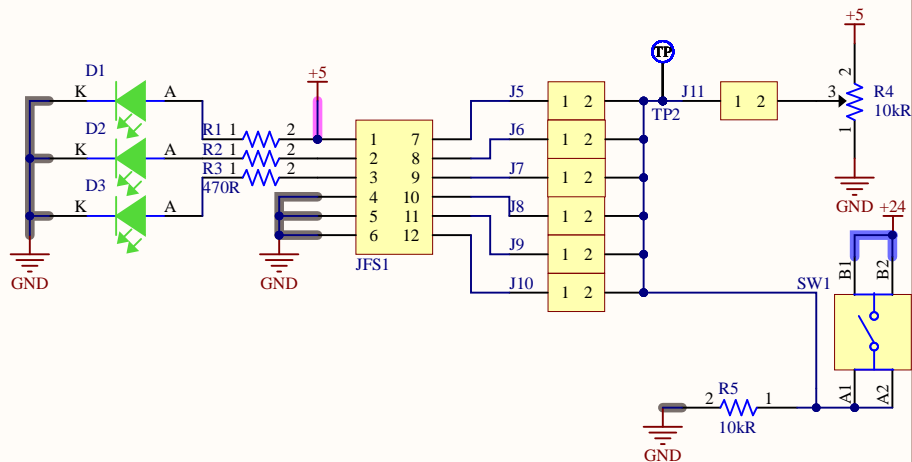 +5
TP
D1
+5
2
K
A
J5
1 2
J11
1 2
3
R4
10kR
TP2
D2
R1 1
2
1
7
J6
1 2
1
K
A
R2 1
2
2
8
D3
R3 1
2
3
9
J7
1 2
470R
4
10
GND
K
A
5
11
J8
1 2
+24
6
12
J9
1 2
B1
B2
GND
GND
JFS1
J10
1 2
SW1
A1
A2
R5
2
1
10kR
GND